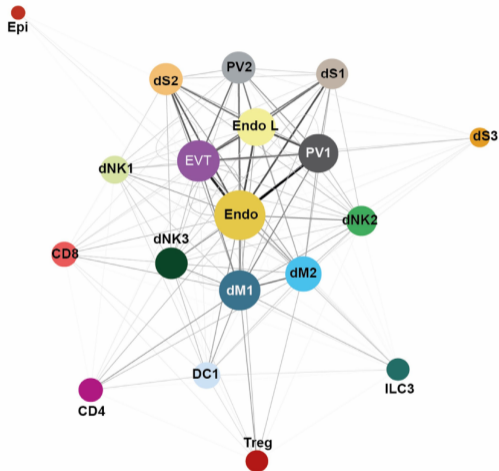 Epi
PV2
dS1
dS2
Endo L
dS3
PV1
EVT
dNK1
Endo
dNK2
dNK3
CD8
dM2
dM1
DC1
ILC3
CD4
Treg